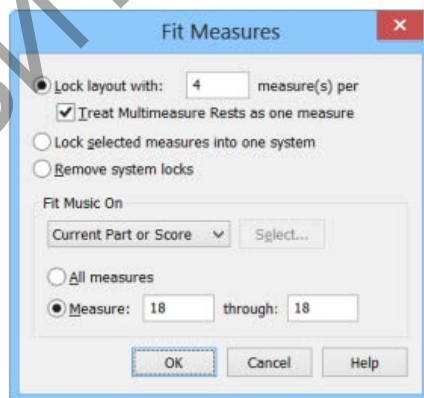 Fit Measures
Lock layout with: 4 measure(s) per
Treat Multimeasure Rests as one measure
Lock selected measures into one system
Remove system locks
Fit Music On
Current Part or Score Select...
All measures
Measure: 18 through: 18
OK Cancel Help